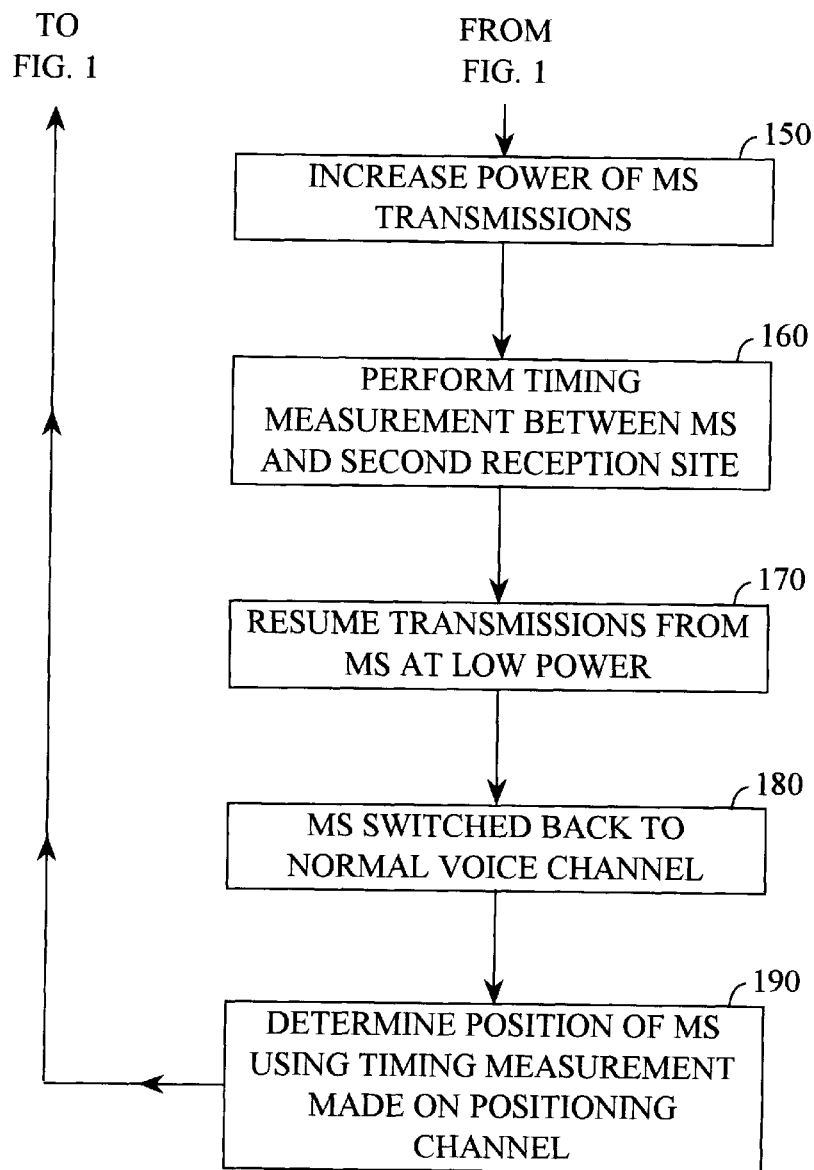 TO
FIG. 1
FROM
FIG. 1
150
INCREASE POWER OF MS
TRANSMISSIONS
160
PERFORM TIMING
MEASUREMENT BETWEEN MS
AND SECOND RECEPTION SITE
170
RESUME TRANSMISSIONS FROM
MS AT LOW POWER
180
MS SWITCHED BACK TO
NORMAL VOICE CHANNEL
190
DETERMINE POSITION OF MS
USING TIMING MEASUREMENT
MADE ON POSITIONING
CHANNEL